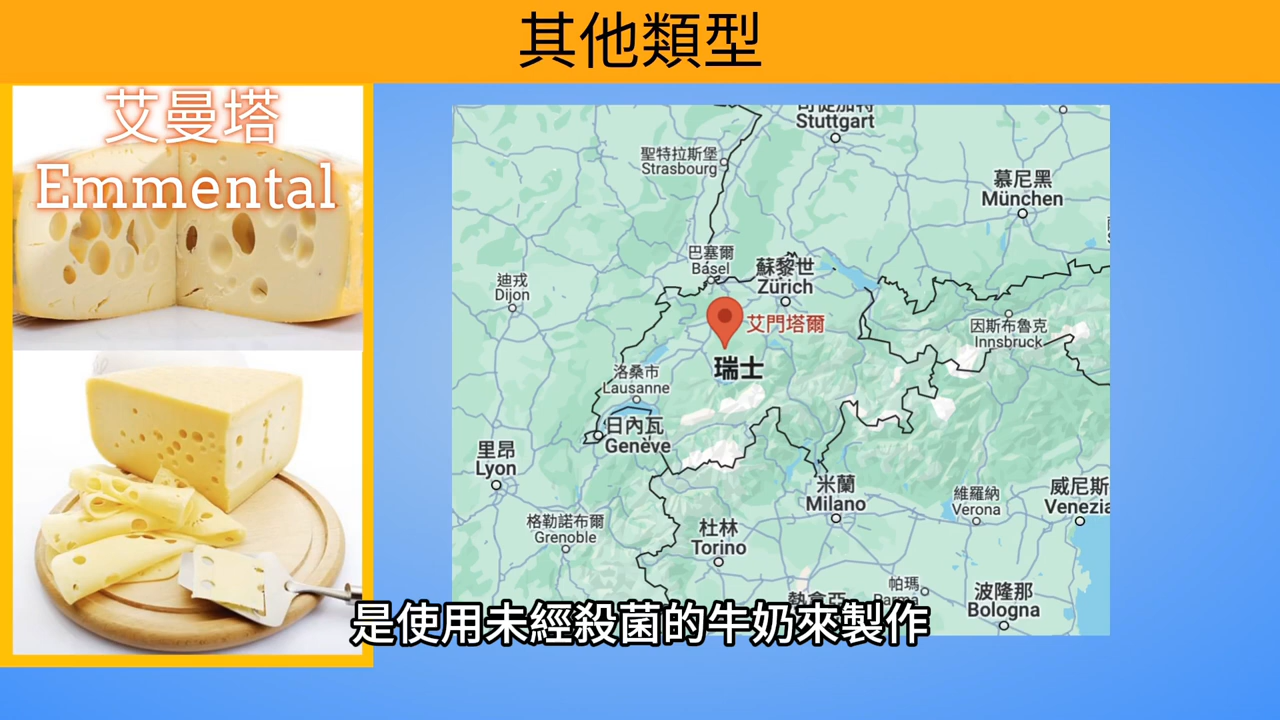 其他類型
艾曼塔
Emmental
Stuttgart
聖特拉斯堡
Strasbourg
慕尼黑
München
巴塞爾
Basel
蘇黎世
Zürich
迪戎
Dijon
艾門塔爾
因斯布魯克
Innsbruck
瑞士
洛桑市
Lausanne
日內瓦
Genève
里昂
Lyon
米蘭
Milano
維羅納
Verona
威尼斯
Venezia
格勒諾布爾
Grenoble
杜林
Torino
帕瑪
Parma
波隆那
Bologna
是使用未經殺菌的牛奶來製作